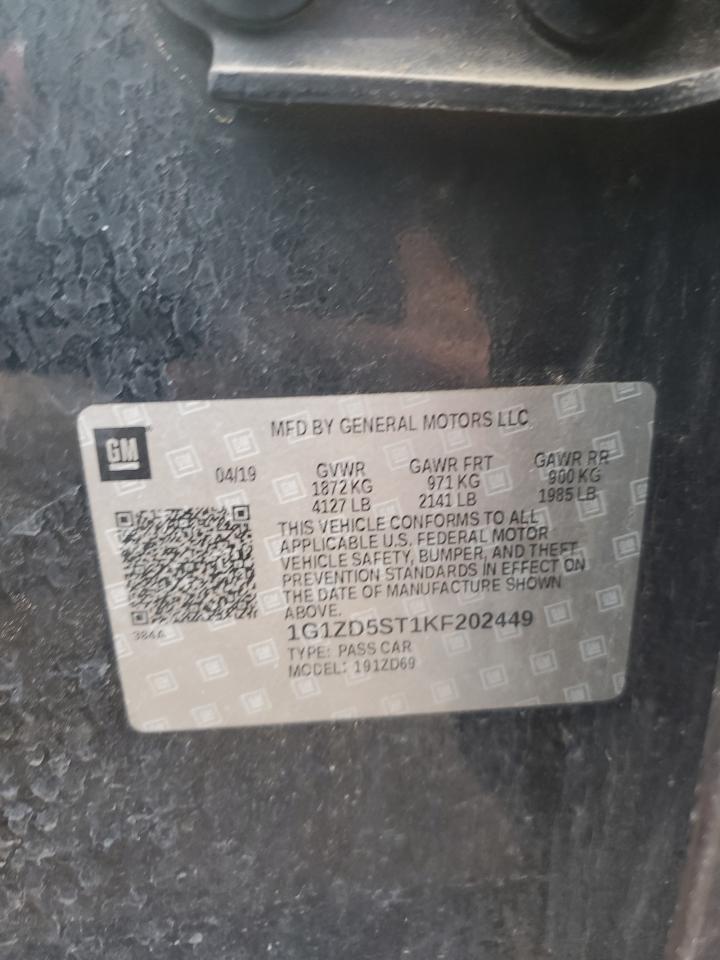 GM
MFD BY GENERAL MOTORS LLC
04/19
GVWR
1872 KG
4127 LB
GAWR FRT
971 KG
2141 LB
GAWR RR
900 KG
1985 LB
THIS VEHICLE CONFORMS TO ALL
APPLICABLE U.S. FEDERAL MOTOR
VEHICLE SAFETY, BUMPER, AND THEFT
PREVENTION STANDARDS IN EFFECT ON
THE DATE OF MANUFACTURE SHOWN
ABOVE.
384A
1G1ZD5ST1KF202449
TYPE: PASS CAR
MODEL: 191ZD69